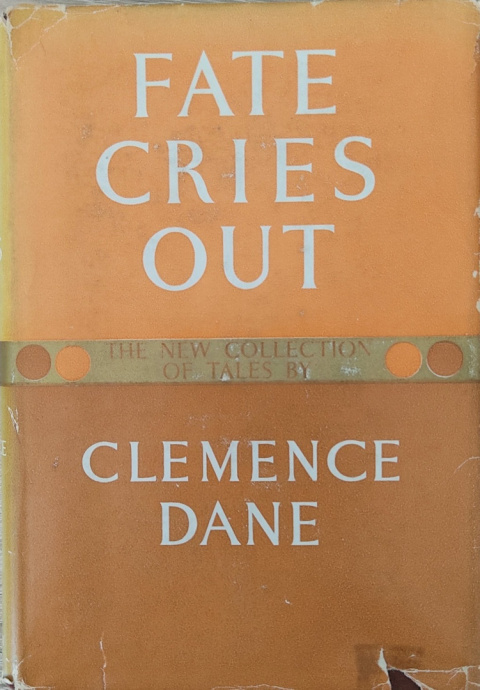 FATE
CRIES
OUT
THE NEW COLLECTION
OF TALES BY
CLEMENCE
DANE